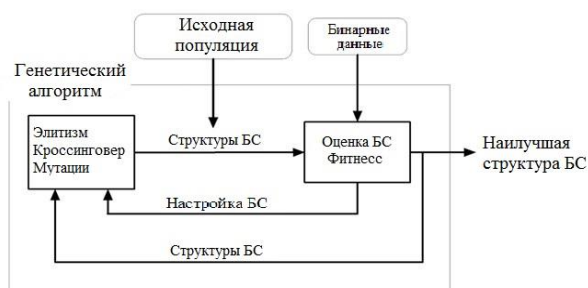 Исходная
популяция
Бинарные
данные
Генетический
алгоритм
Элитизм
Кроссинговер
Мутации
Структуры БС
Оценка БС
Фитнесс
Наилучшая
структура БС
Настройка БС
Структуры БС